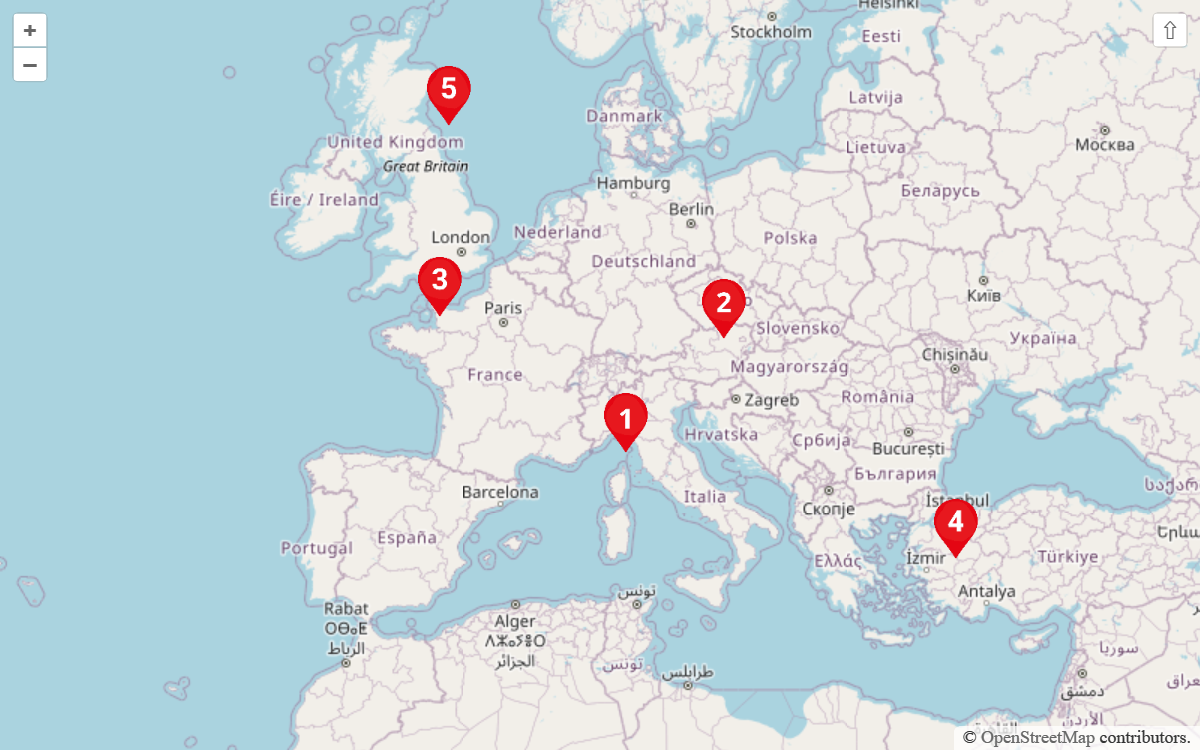 +
−
⇧
Helsinki
Stockholm
Eesti
5
Latvija
Danmark
Москва
United Kingdom
Lietuva
Great Britain
Hamburg
Беларусь
Éire / Ireland
Berlin
London
Nederland
Polska
Deutschland
3
Київ
2
Paris
Slovensko
Україна
Chișinău
France
Magyarország
Zagreb
România
1
Hrvatska
Србија
București
България
Barcelona
Italia
İstanbul
Скопје
4
España
Portugal
Ελλάς
İzmir
Türkiye
Antalya
تونس
Rabat
ⵔⴱⴰⵟ
الرباط
Alger
ⴷⵣⴰⵢⴻⵔ
الجزائر
تونس
طرابلس
سوريا
دمشق
الأردن
© OpenStreetMap contributors.